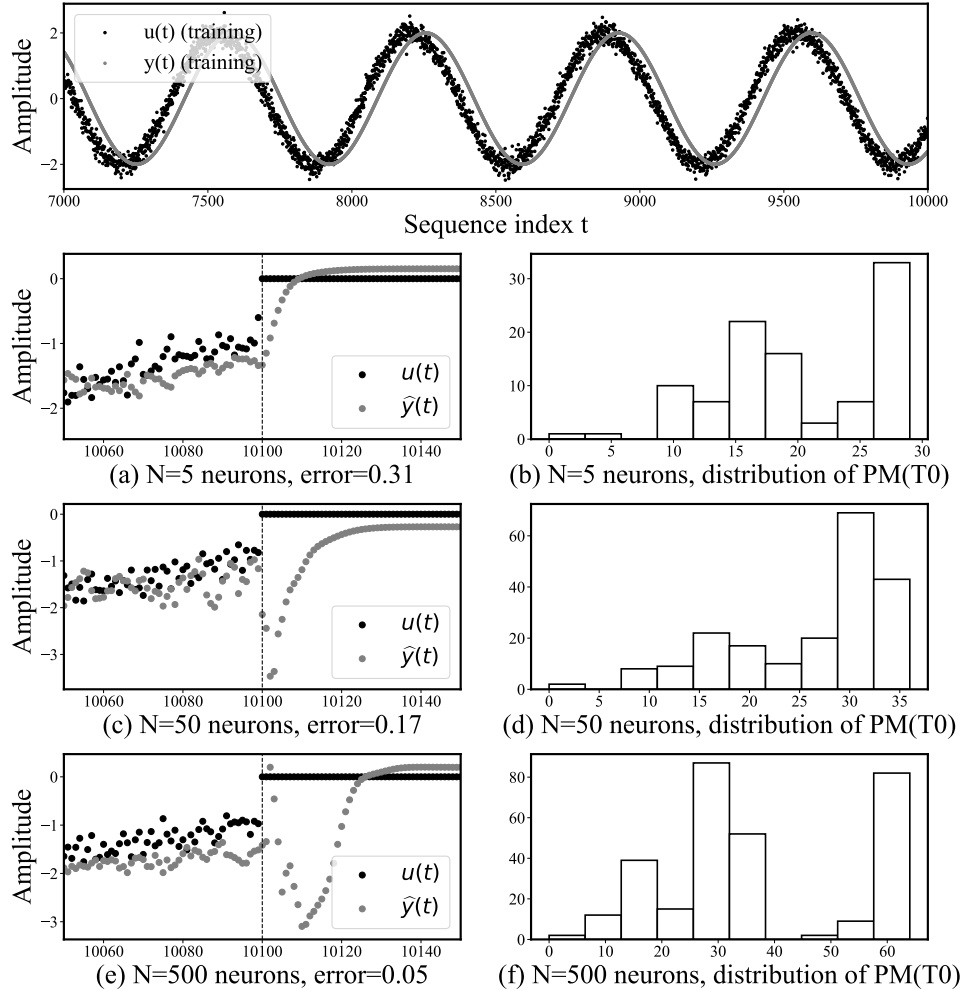 Amplitude
2
0
−2
u(t) (training)
y(t) (training)
7000 7500 8000 8500 9000 9500 10000
Sequence index t
Amplitude
0
−1
−2
u(t)
ŷ(t)
10060 10080 10100 10120 10140
(a) N=5 neurons, error=0.31
30
20
10
0
0 5 10 15 20 25 30
(b) N=5 neurons, distribution of PM(T0)
Amplitude
0
−1
−2
−3
u(t)
ŷ(t)
10060 10080 10100 10120 10140
(c) N=50 neurons, error=0.17
60
40
20
0
0 5 10 15 20 25 30 35
(d) N=50 neurons, distribution of PM(T0)
Amplitude
0
−1
−2
−3
u(t)
ŷ(t)
10060 10080 10100 10120 10140
(e) N=500 neurons, error=0.05
80
60
40
20
0
0 10 20 30 40 50 60
(f) N=500 neurons, distribution of PM(T0)